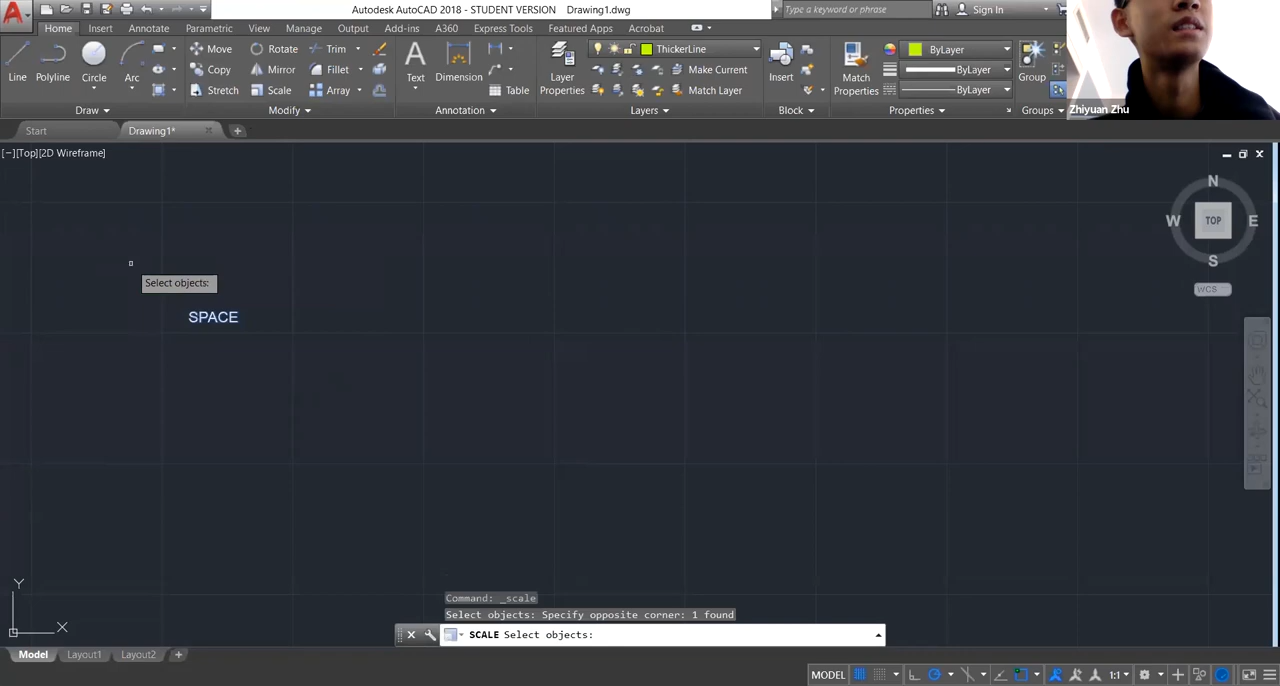 Autodesk AutoCAD 2018 - STUDENT VERSION Drawing1.dwg
Type a keyword or phrase
Sign In
Home Insert Annotate Parametric View Manage Output Add-ins A360 Express Tools Featured Apps Acrobat
Line Polyline Circle Arc
Move Rotate Trim
Copy Mirror Fillet
Stretch Scale Array
Text Dimension Table
Layer Properties
ThickerLine
Make Current
Match Layer
Insert
Match Properties
ByLayer
ByLayer
ByLayer
Group
Draw Modify Annotation Layers Block Properties Groups
Zhiyuan Zhu
Start Drawing1*
[−][Top][2D Wireframe]
N
W TOP E
S
WCS
Select objects:
SPACE
Y
X
Command: _scale
Select objects: Specify opposite corner: 1 found
SCALE Select objects:
Model Layout1 Layout2
MODEL 1:1